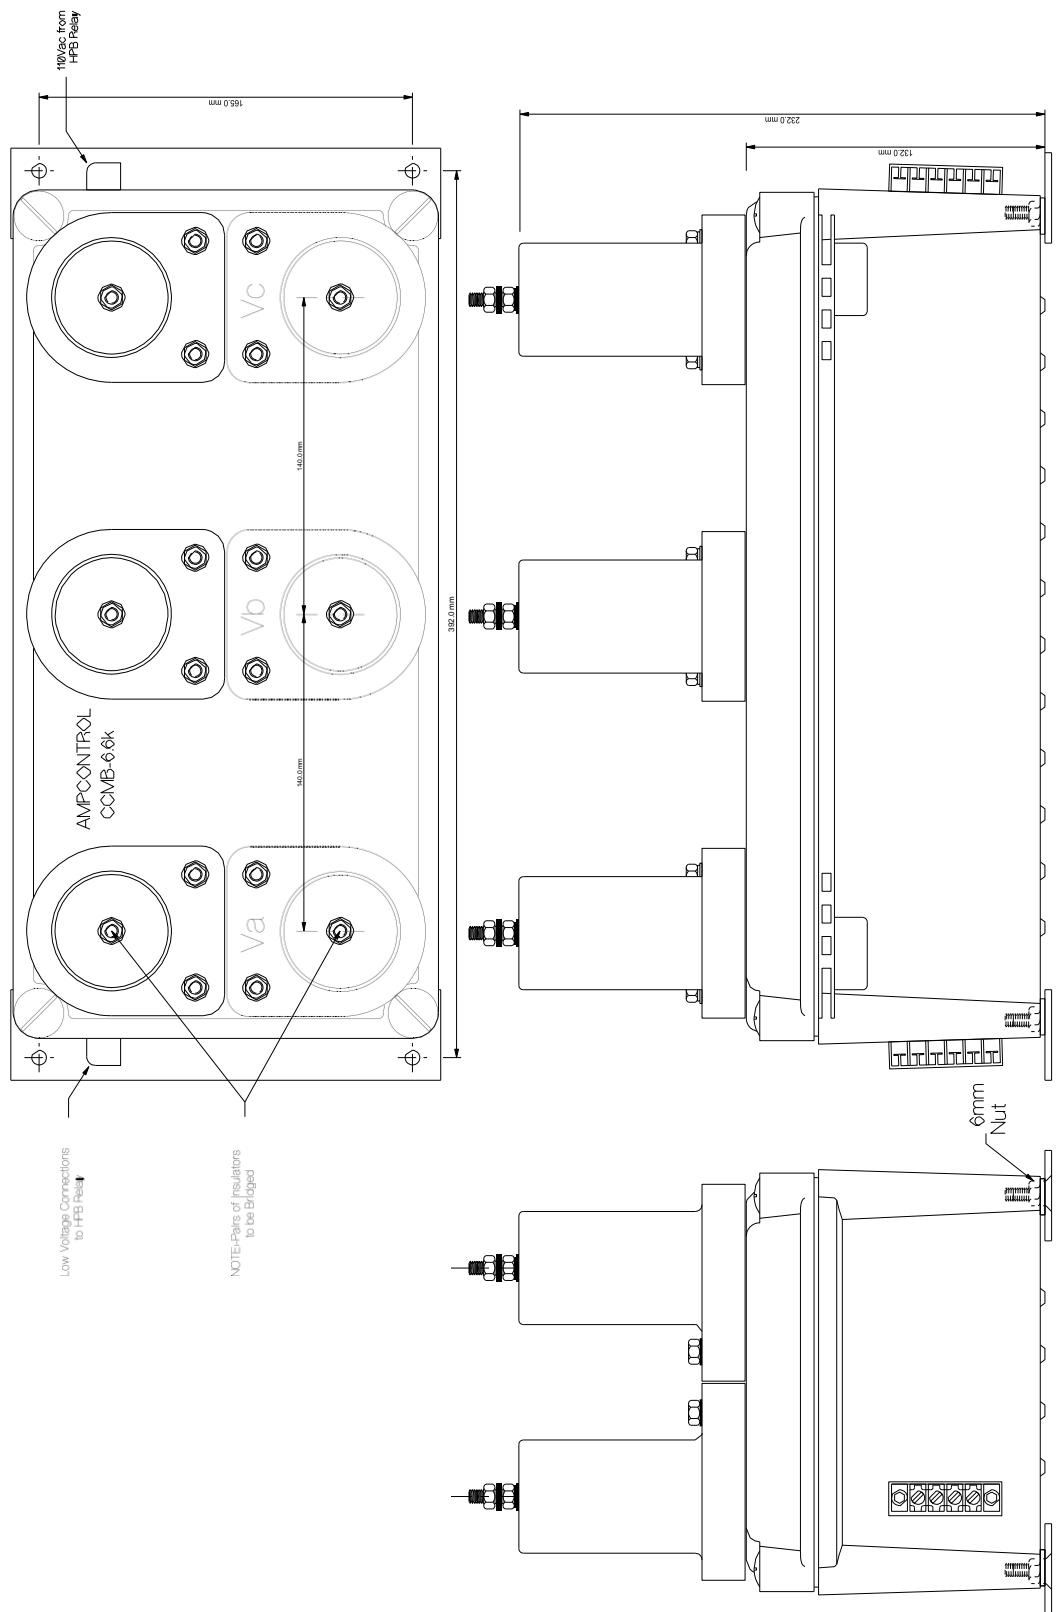 110Vac from
HPB Relay
165.0 mm
232.0 mm
132.0 mm
Vc
140.0 mm
Vb
392.0 mm
AMPCONTROL
CCMB-6.6k
140.0 mm
Va
6mm
Nut
Low Voltage Connections
to HPB Relay
NOTE:-Pairs of Insulators
to be Bridged